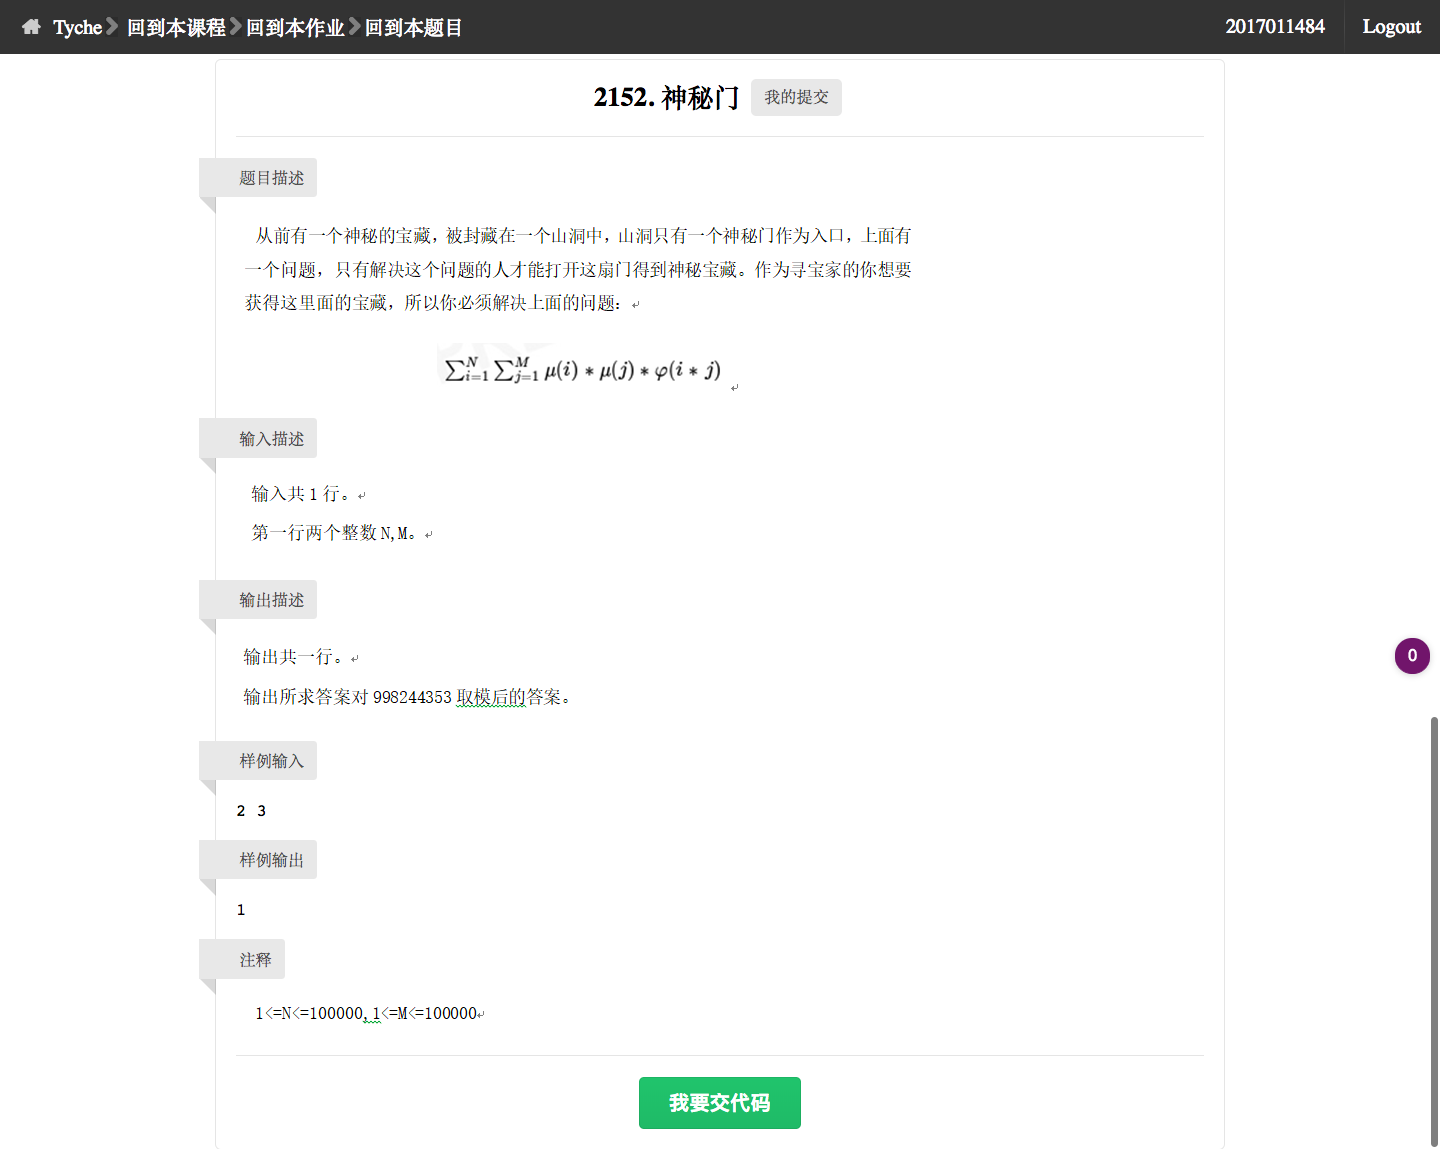 Tyche 回到本课程 回到本作业 回到本题目 2017011484 Logout
2152. 神秘门 我的提交
题目描述
从前有一个神秘的宝藏，被封藏在一个山洞中，山洞只有一个神秘门作为入口，上面有
一个问题，只有解决这个问题的人才能打开这扇门得到神秘宝藏。作为寻宝家的你想要
获得这里面的宝藏，所以你必须解决上面的问题：↵
∑_{i=1}^{N} ∑_{j=1}^{M} μ(i) * μ(j) * φ(i * j) ↵
输入描述
输入共 1 行。↵
第一行两个整数 N,M。↵
输出描述
输出共一行。↵
输出所求答案对 998244353 取模后的答案。
0
样例输入
2 3
样例输出
1
注释
1<=N<=100000,1<=M<=100000↵
我要交代码